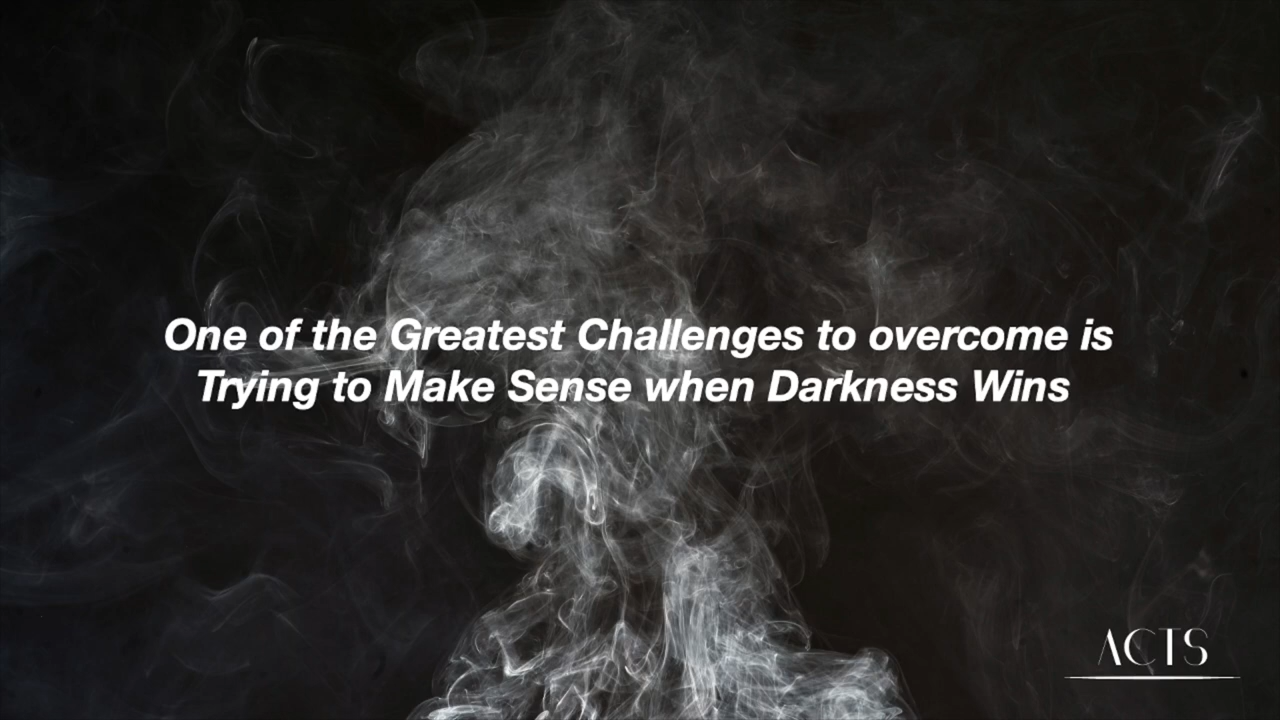 One of the Greatest Challenges to overcome is
Trying to Make Sense when Darkness Wins
ACTS